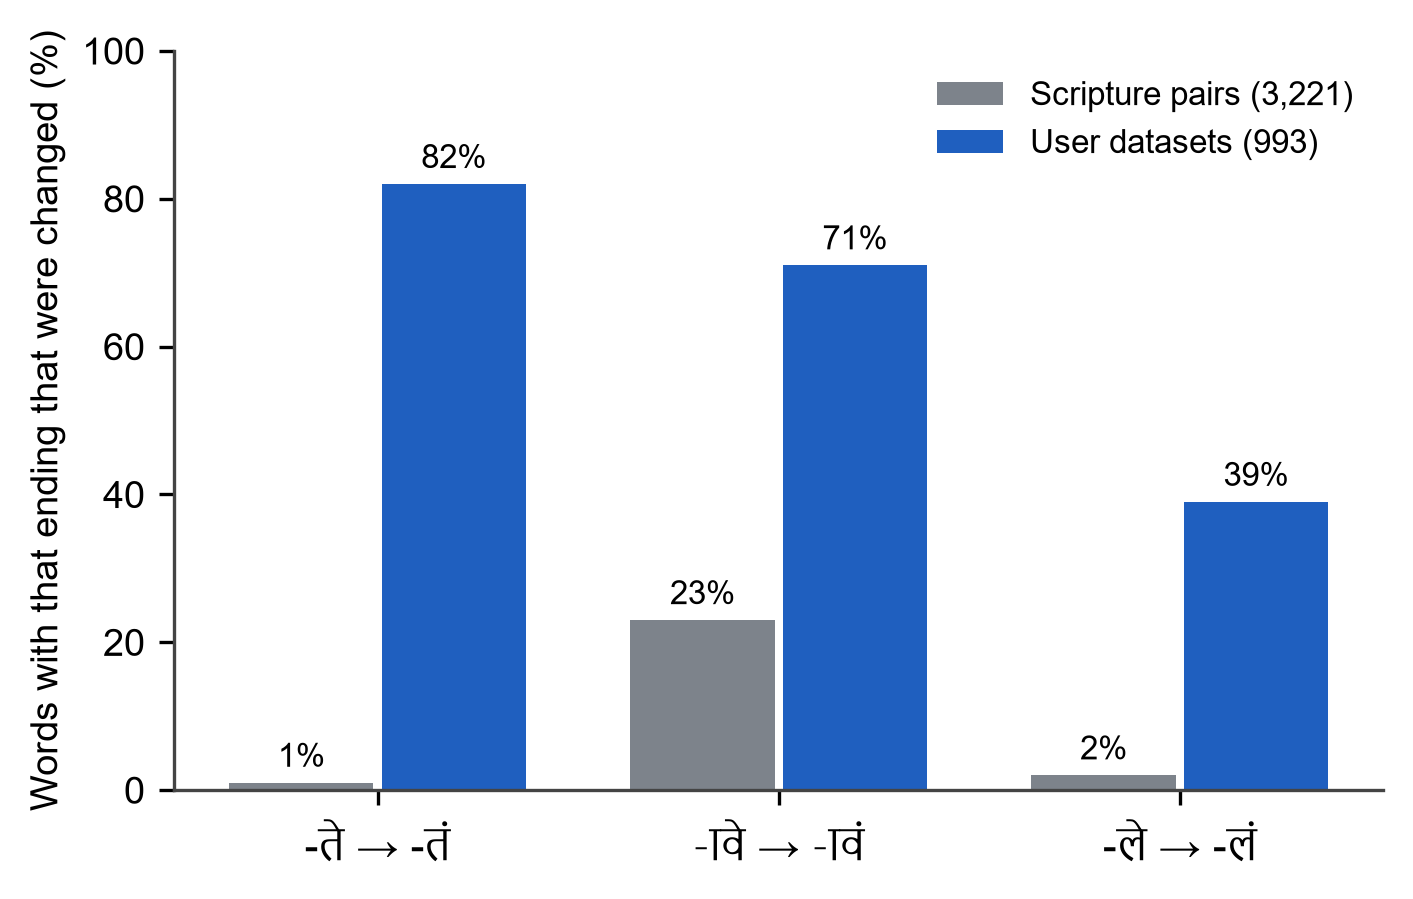 Words with that ending that were changed (%)
100
80
60
40
20
0
Scripture pairs (3,221)
User datasets (993)
82%
71%
39%
23%
1%
2%
-ते → -तं
-ावे → -ावं
-ले → -लं